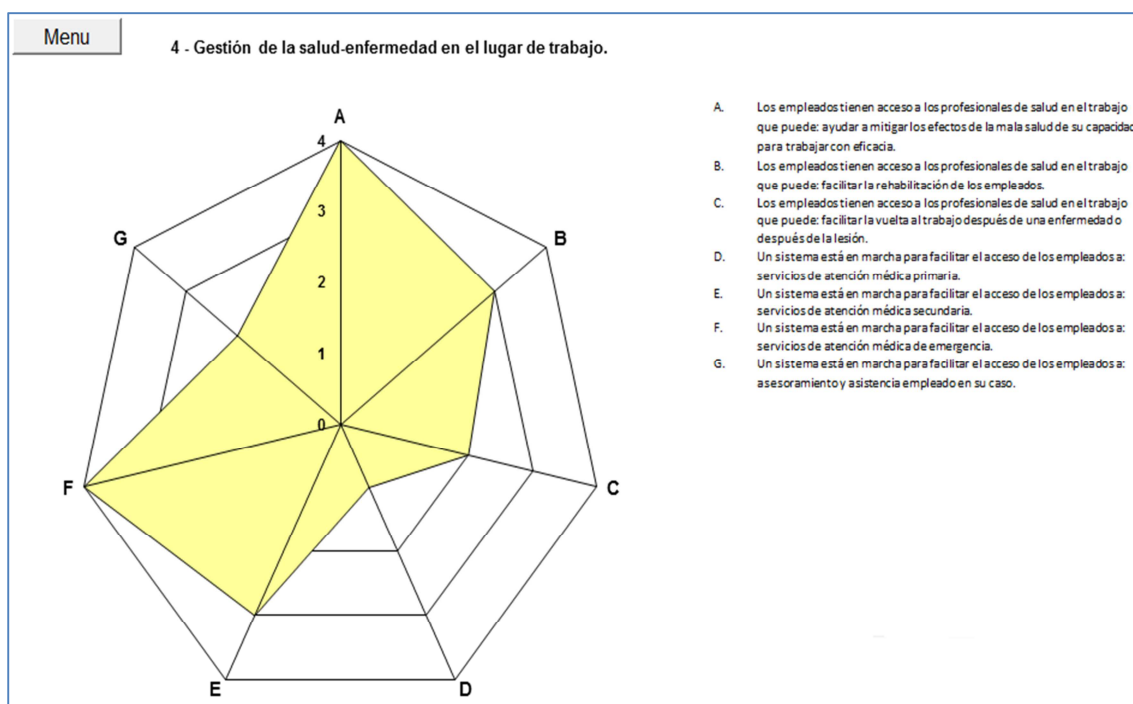 Menu
4 - Gestión de la salud-enfermedad en el lugar de trabajo.
A
4
3
2
1
0
B
C
D
E
F
G
A. Los empleados tienen acceso a los profesionales de salud en el trabajo
que puede: ayudar a mitigar los efectos de la mala salud de su capacidad
para trabajar con eficacia.
B. Los empleados tienen acceso a los profesionales de salud en el trabajo
que puede: facilitar la rehabilitación de los empleados.
C. Los empleados tienen acceso a los profesionales de salud en el trabajo
que puede: facilitar la vuelta al trabajo después de una enfermedad o
después de la lesión.
D. Un sistema está en marcha para facilitar el acceso de los empleados a:
servicios de atención médica primaria.
E. Un sistema está en marcha para facilitar el acceso de los empleados a:
servicios de atención médica secundaria.
F. Un sistema está en marcha para facilitar el acceso de los empleados a:
servicios de atención médica de emergencia.
G. Un sistema está en marcha para facilitar el acceso de los empleados a:
asesoramiento y asistencia empleado en su caso.